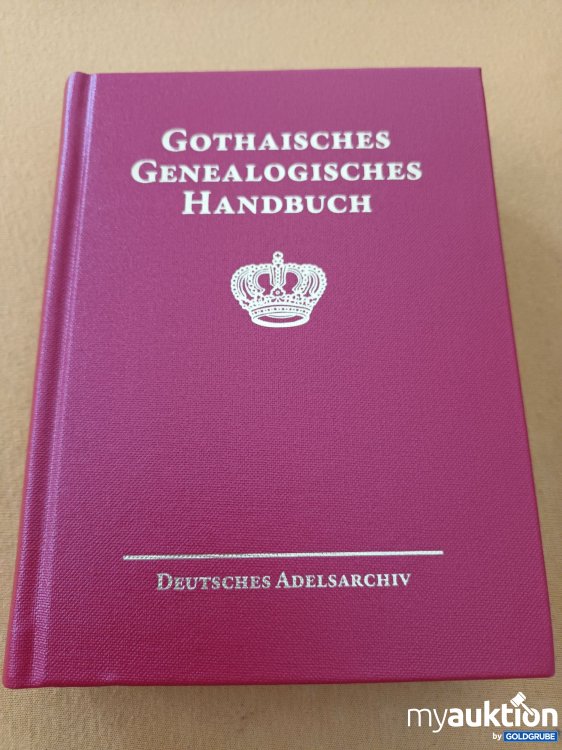 GOTHAISCHES
GENEALOGISCHES
HANDBUCH
DEUTSCHES ADELSARCHIV
myauktion
by GOLDGRUBE